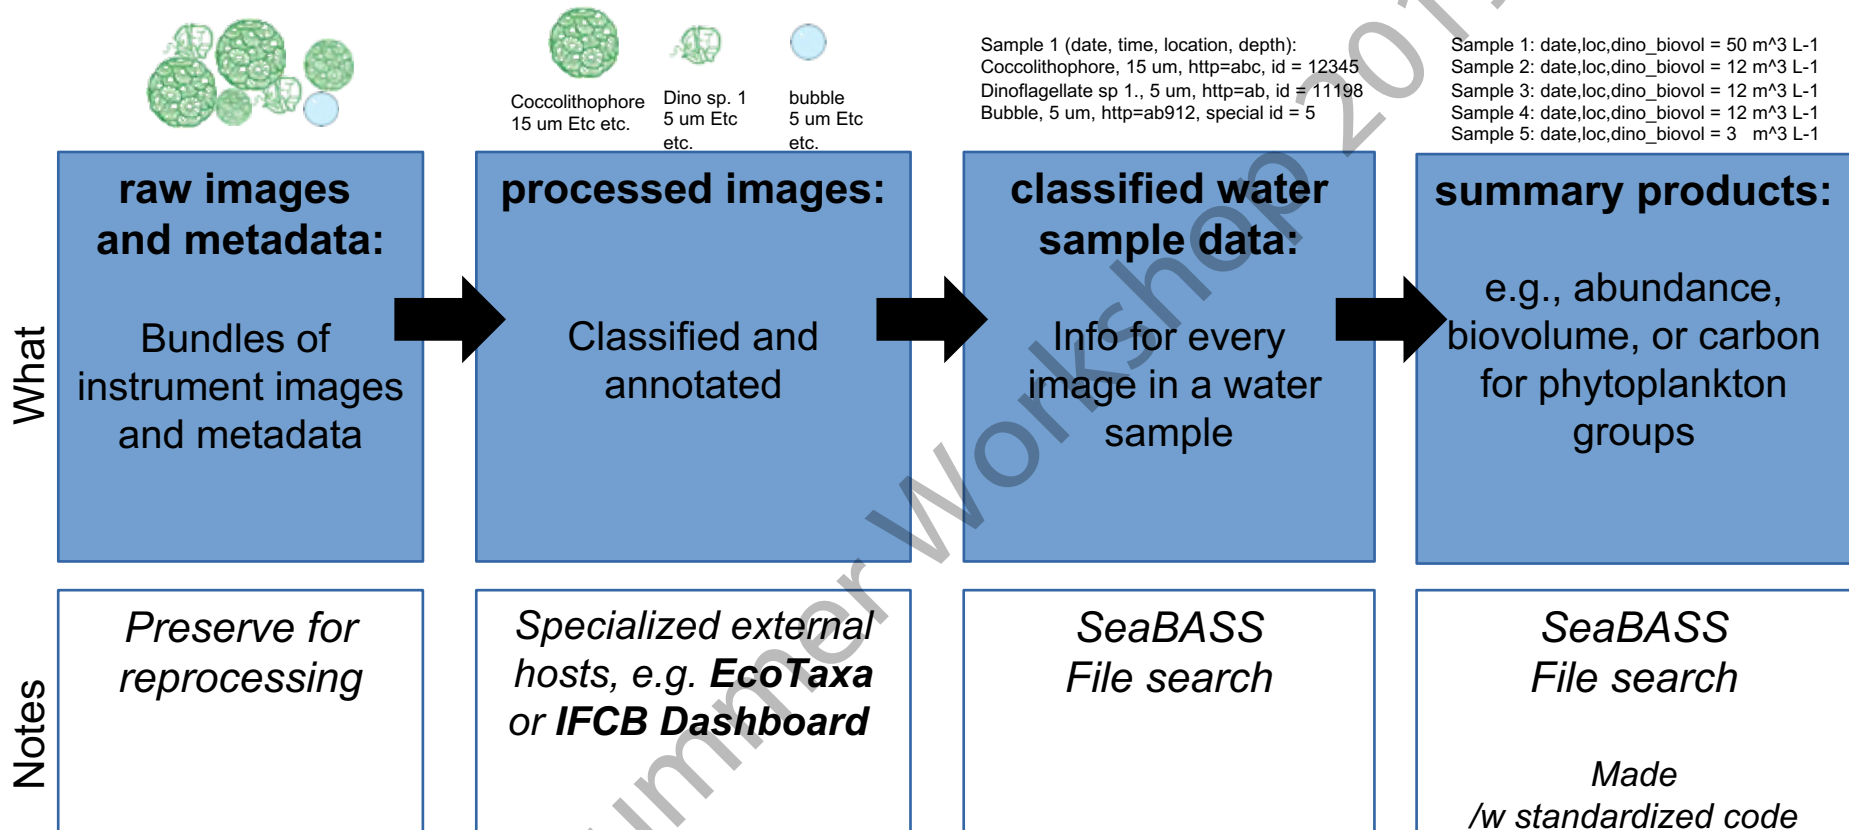 Coccolithophore
15 um Etc etc.
Dino sp. 1
5 um Etc
etc.
bubble
5 um Etc
etc.
Sample 1 (date, time, location, depth):
Coccolithophore, 15 um, http=abc, id = 12345
Dinoflagellate sp 1., 5 um, http=ab, id = 11198
Bubble, 5 um, http=ab912, special id = 5
Sample 1: date,loc,dino_biovol = 50 m^3 L-1
Sample 2: date,loc,dino_biovol = 12 m^3 L-1
Sample 3: date,loc,dino_biovol = 12 m^3 L-1
Sample 4: date,loc,dino_biovol = 12 m^3 L-1
Sample 5: date,loc,dino_biovol = 3 m^3 L-1
What
raw images
and metadata:
Bundles of
instrument images
and metadata
processed images:
Classified and
annotated
classified water
sample data:
Info for every
image in a water
sample
summary products:
e.g., abundance,
biovolume, or carbon
for phytoplankton
groups
Notes
Preserve for
reprocessing
Specialized external
hosts, e.g. EcoTaxa
or IFCB Dashboard
SeaBASS
File search
SeaBASS
File search
Made
/w standardized code
ummer Workshop 201